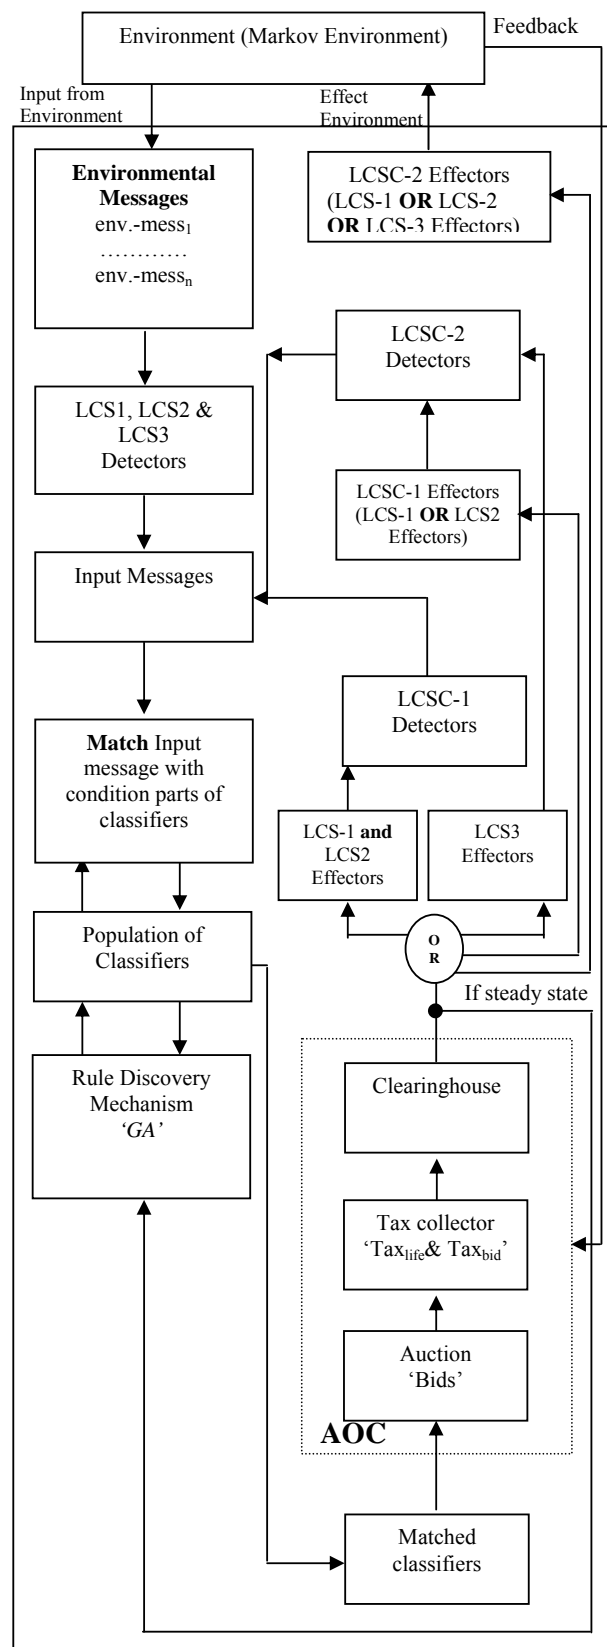 Environment (Markov Environment)
Feedback
Input from
Environment
Effect
Environment
Environmental
Messages
env.-mess1
…………
env.-messn
LCSC-2 Effectors
(LCS-1 OR LCS-2
OR LCS-3 Effectors)
LCSC-2
Detectors
LCS1, LCS2 &
LCS3
Detectors
LCSC-1 Effectors
(LCS-1 OR LCS2
Effectors)
Input Messages
LCSC-1
Detectors
Match Input
message with
condition parts of
classifiers
LCS-1 and
LCS2
Effectors
LCS3
Effectors
Population of
Classifiers
O
R
If steady state
Rule Discovery
Mechanism
‘GA’
Clearinghouse
Tax collector
‘Taxlife& Taxbid’
Auction
‘Bids’
AOC
Matched
classifiers